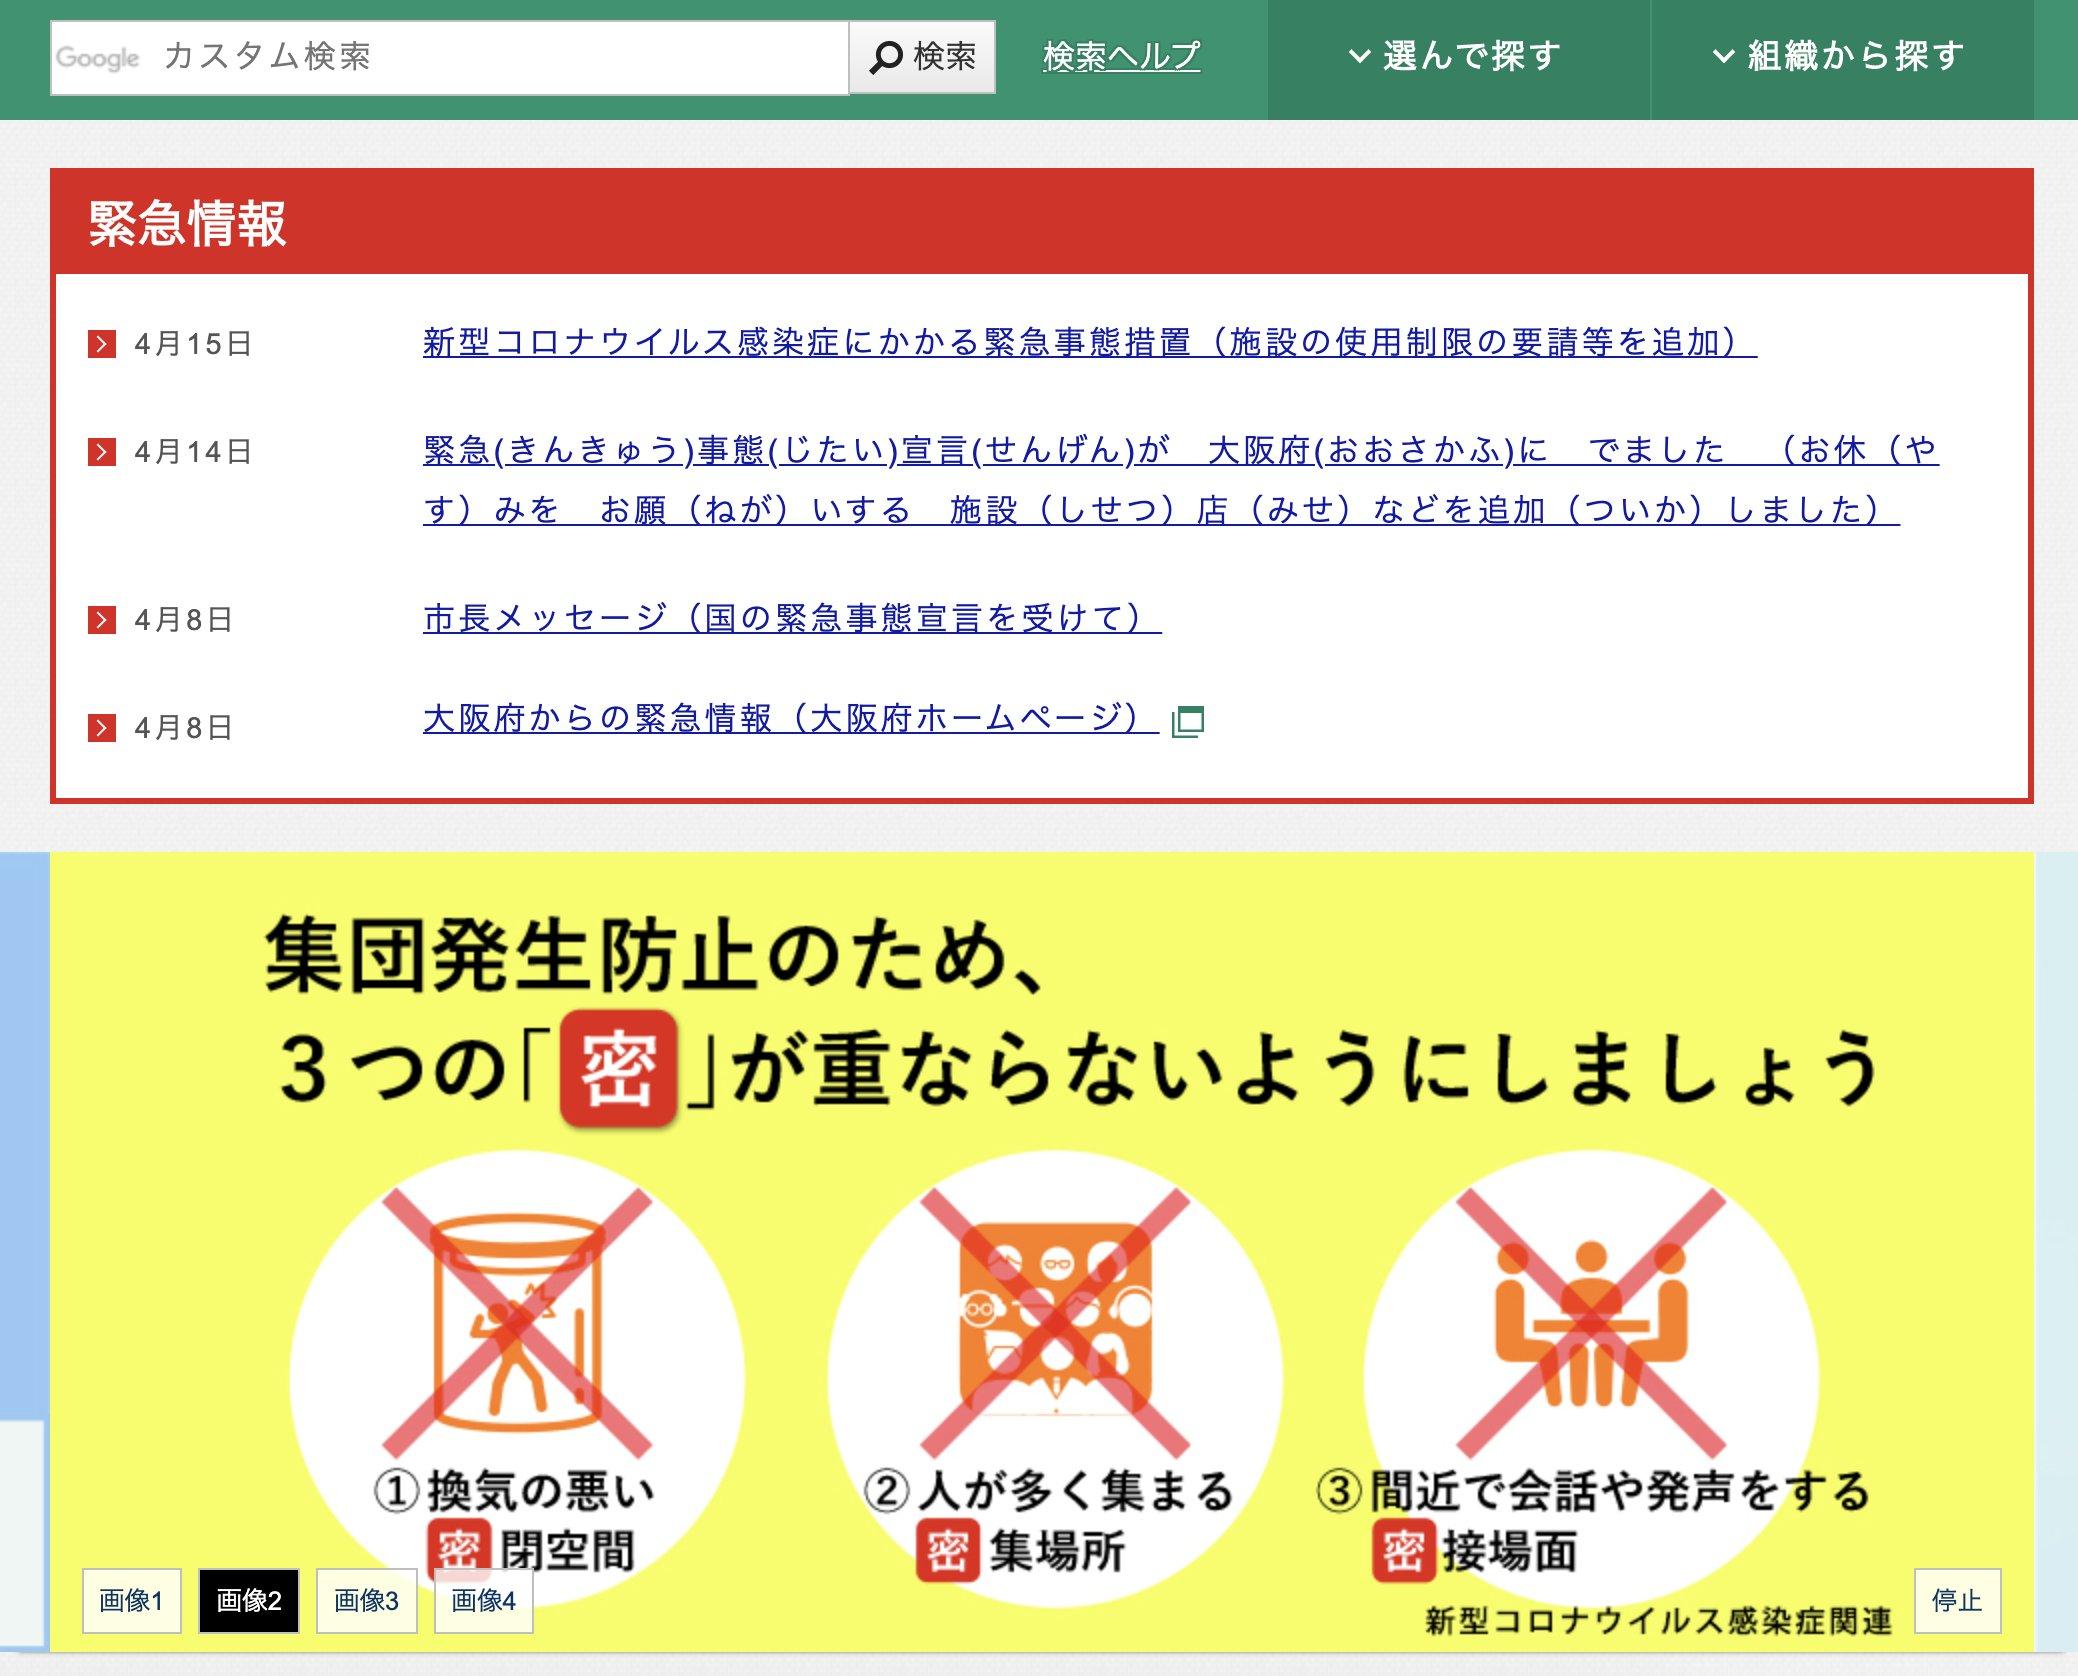 Google カスタム検索 検索 検索ヘルプ 選んで探す 組織から探す
緊急情報
4月15日 新型コロナウイルス感染症にかかる緊急事態措置（施設の使用制限の要請等を追加）
4月14日 緊急(きんきゅう)事態(じたい)宣言(せんげん)が　大阪府(おおさかふ)に　でました　（お休（や
す）みを　お願（ねが）いする　施設（しせつ）店（みせ）などを追加（ついか）しました）
4月8日 市長メッセージ（国の緊急事態宣言を受けて）
4月8日 大阪府からの緊急情報（大阪府ホームページ）
集団発生防止のため、
３つの「密」が重ならないようにしましょう
①換気の悪い
密閉空間
②人が多く集まる
密集場所
③間近で会話や発声をする
密接場面
新型コロナウイルス感染症関連
画像1 画像2 画像3 画像4 停止